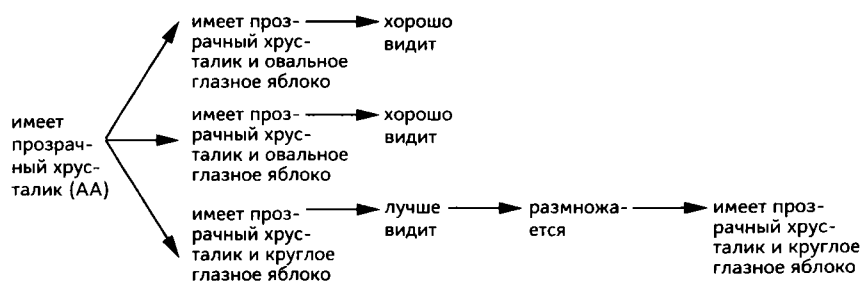 имеет
прозрач-
ный хрус-
талик (АА)
имеет проз-
рачный хрус-
талик и овальное
глазное яблоко
хорошо
видит
имеет проз-
рачный хрус-
талик и овальное
глазное яблоко
хорошо
видит
имеет проз-
рачный хрус-
талик и круглое
глазное яблоко
лучше
видит
размножа-
ется
имеет проз-
рачный хрус-
талик и круглое
глазное яблоко